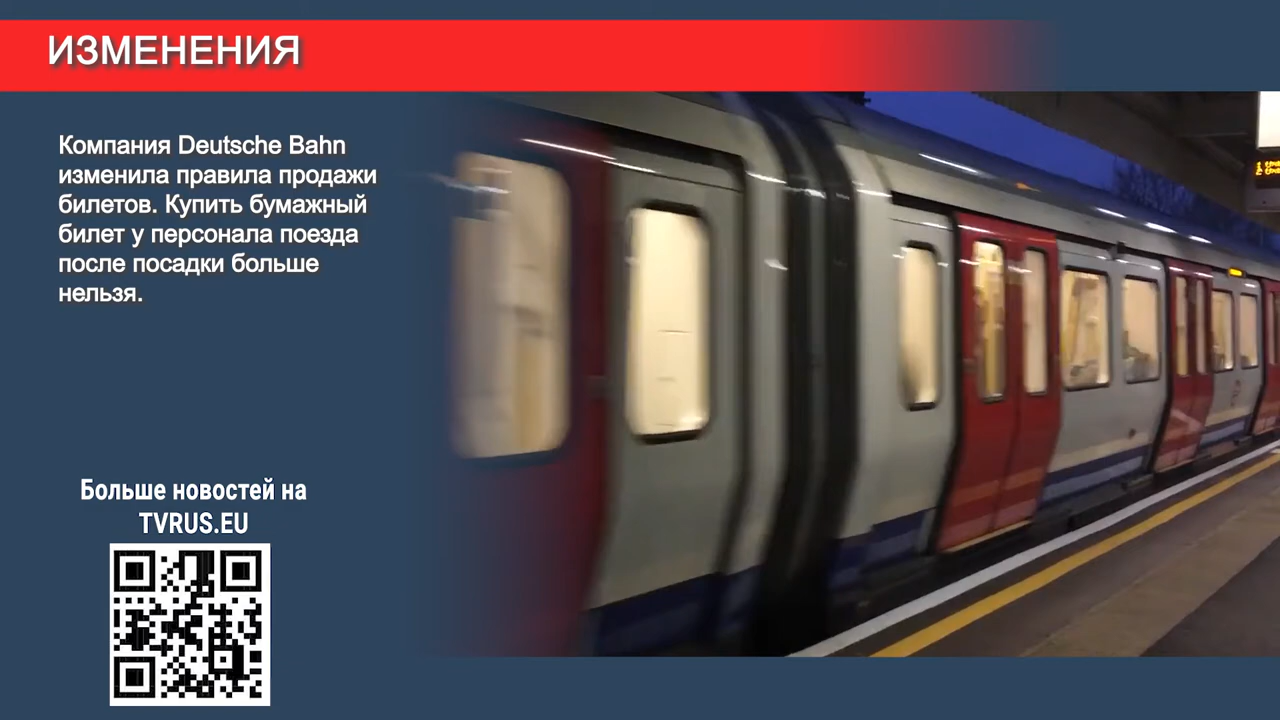 ИЗМЕНЕНИЯ
Компания Deutsche Bahn
изменила правила продажи
билетов. Купить бумажный
билет у персонала поезда
после посадки больше
нельзя.
Больше новостей на
TVRUS.EU